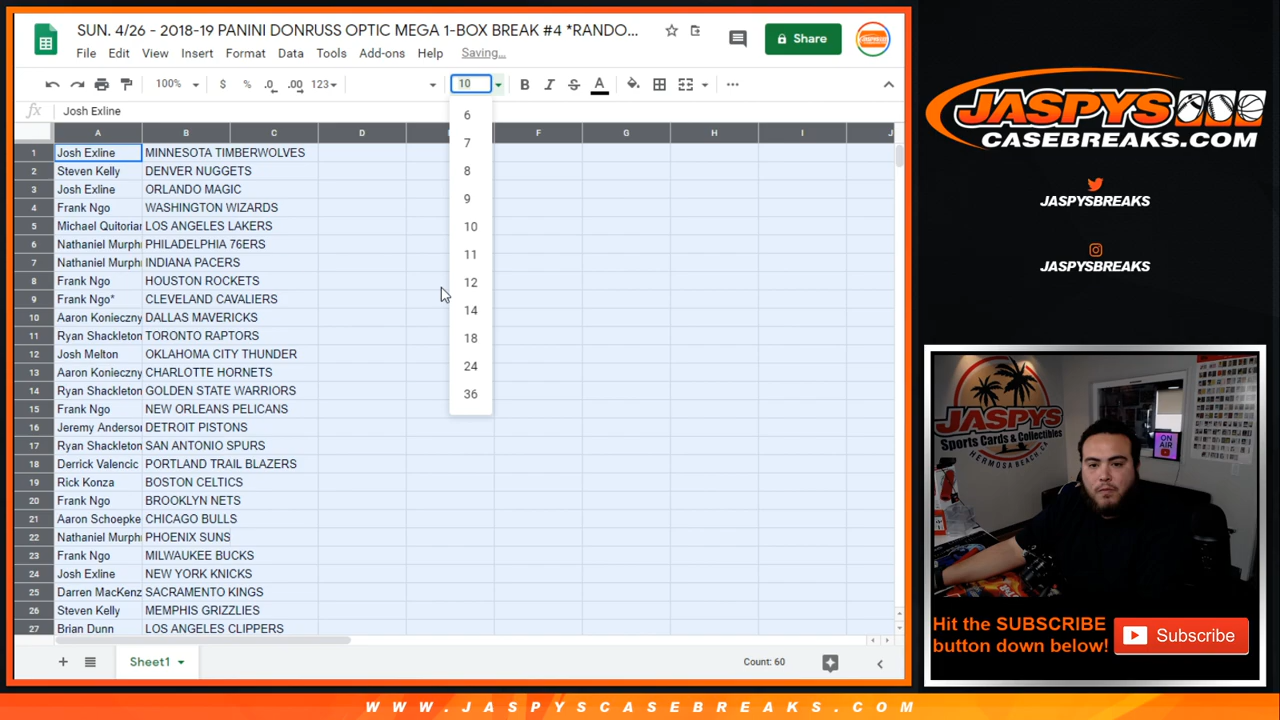 SUN. 4/26 - 2018-19 PANINI DONRUSS OPTIC MEGA 1-BOX BREAK #4 *RANDO...
File Edit View Insert Format Data Tools Add-ons Help Saving...
Share
100% $ % .0 .00 123 10
fx Josh Exline
A B C D F G H I J
1 Josh Exline MINNESOTA TIMBERWOLVES
2 Steven Kelly DENVER NUGGETS
3 Josh Exline ORLANDO MAGIC
4 Frank Ngo WASHINGTON WIZARDS
5 Michael Quitorian LOS ANGELES LAKERS
6 Nathaniel Murph PHILADELPHIA 76ERS
7 Nathaniel Murph INDIANA PACERS
8 Frank Ngo HOUSTON ROCKETS
9 Frank Ngo* CLEVELAND CAVALIERS
10 Aaron Konieczny DALLAS MAVERICKS
11 Ryan Shackleton TORONTO RAPTORS
12 Josh Melton OKLAHOMA CITY THUNDER
13 Aaron Konieczny CHARLOTTE HORNETS
14 Ryan Shackleton GOLDEN STATE WARRIORS
15 Frank Ngo NEW ORLEANS PELICANS
16 Jeremy Anderson DETROIT PISTONS
17 Ryan Shackleton SAN ANTONIO SPURS
18 Derrick Valencic PORTLAND TRAIL BLAZERS
19 Rick Konza BOSTON CELTICS
20 Frank Ngo BROOKLYN NETS
21 Aaron Schoepke CHICAGO BULLS
22 Nathaniel Murph PHOENIX SUNS
23 Frank Ngo MILWAUKEE BUCKS
24 Josh Exline NEW YORK KNICKS
25 Darren MacKenz SACRAMENTO KINGS
26 Steven Kelly MEMPHIS GRIZZLIES
27 Brian Dunn LOS ANGELES CLIPPERS
6
7
8
9
10
11
12
14
18
24
36
Sheet1
Count: 60
JASPYS
CASEBREAKS.COM
JASPYSBREAKS
JASPYSBREAKS
JASPYS
Sports Cards & Collectibles
HERMOSA BEACH, CA
ON
AIR
Hit the SUBSCRIBE
button down below!
Subscribe
WWW.JASPYSCASEBREAKS.COM